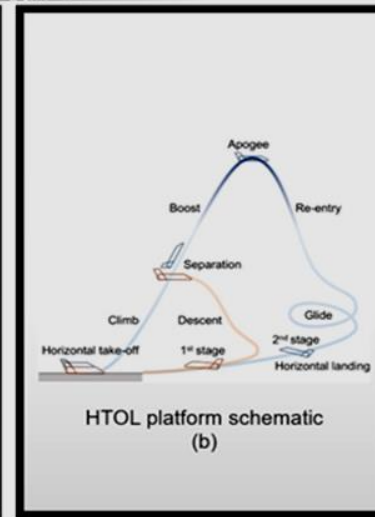 Apogee
Boost
Re-entry
Separation
Climb
Descent
Glide
Horizontal take-off
1st stage
2nd stage
Horizontal landing
HTOL platform schematic
(b)